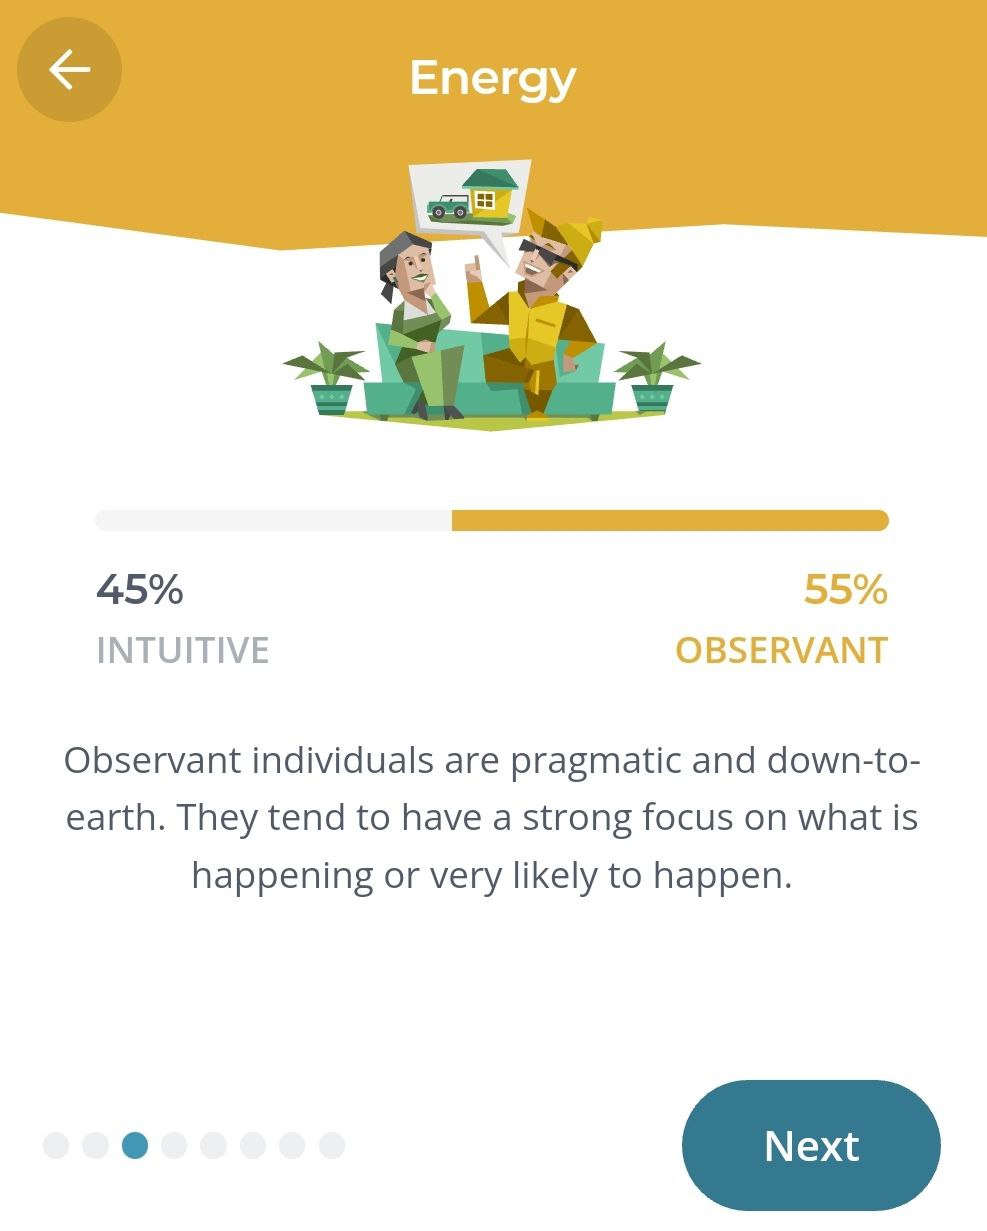 Energy
45%
55%
INTUITIVE
OBSERVANT
Observant individuals are pragmatic and down-to-
earth. They tend to have a strong focus on what is
happening or very likely to happen.
Next